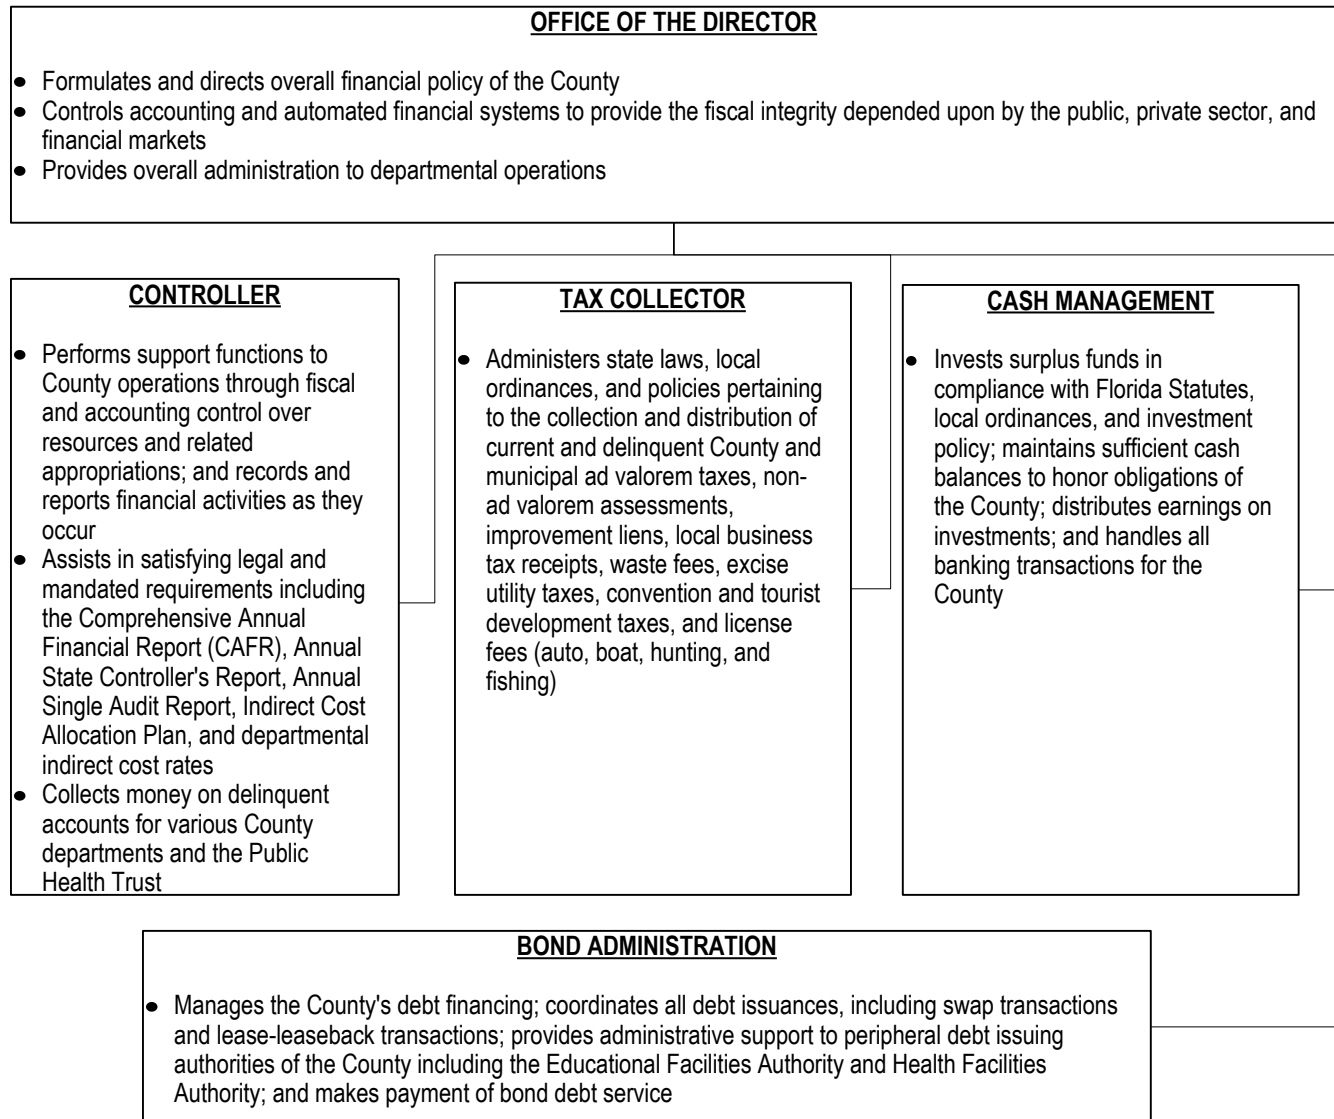 OFFICE OF THE DIRECTOR
• Formulates and directs overall financial policy of the County
• Controls accounting and automated financial systems to provide the fiscal integrity depended upon by the public, private sector, and
financial markets
• Provides overall administration to departmental operations
CONTROLLER
• Performs support functions to
County operations through fiscal
and accounting control over
resources and related
appropriations; and records and
reports financial activities as they
occur
• Assists in satisfying legal and
mandated requirements including
the Comprehensive Annual
Financial Report (CAFR), Annual
State Controller's Report, Annual
Single Audit Report, Indirect Cost
Allocation Plan, and departmental
indirect cost rates
• Collects money on delinquent
accounts for various County
departments and the Public
Health Trust
TAX COLLECTOR
• Administers state laws, local
ordinances, and policies pertaining
to the collection and distribution of
current and delinquent County and
municipal ad valorem taxes, non-
ad valorem assessments,
improvement liens, local business
tax receipts, waste fees, excise
utility taxes, convention and tourist
development taxes, and license
fees (auto, boat, hunting, and
fishing)
CASH MANAGEMENT
• Invests surplus funds in
compliance with Florida Statutes,
local ordinances, and investment
policy; maintains sufficient cash
balances to honor obligations of
the County; distributes earnings on
investments; and handles all
banking transactions for the
County
BOND ADMINISTRATION
• Manages the County's debt financing; coordinates all debt issuances, including swap transactions
and lease-leaseback transactions; provides administrative support to peripheral debt issuing
authorities of the County including the Educational Facilities Authority and Health Facilities
Authority; and makes payment of bond debt service